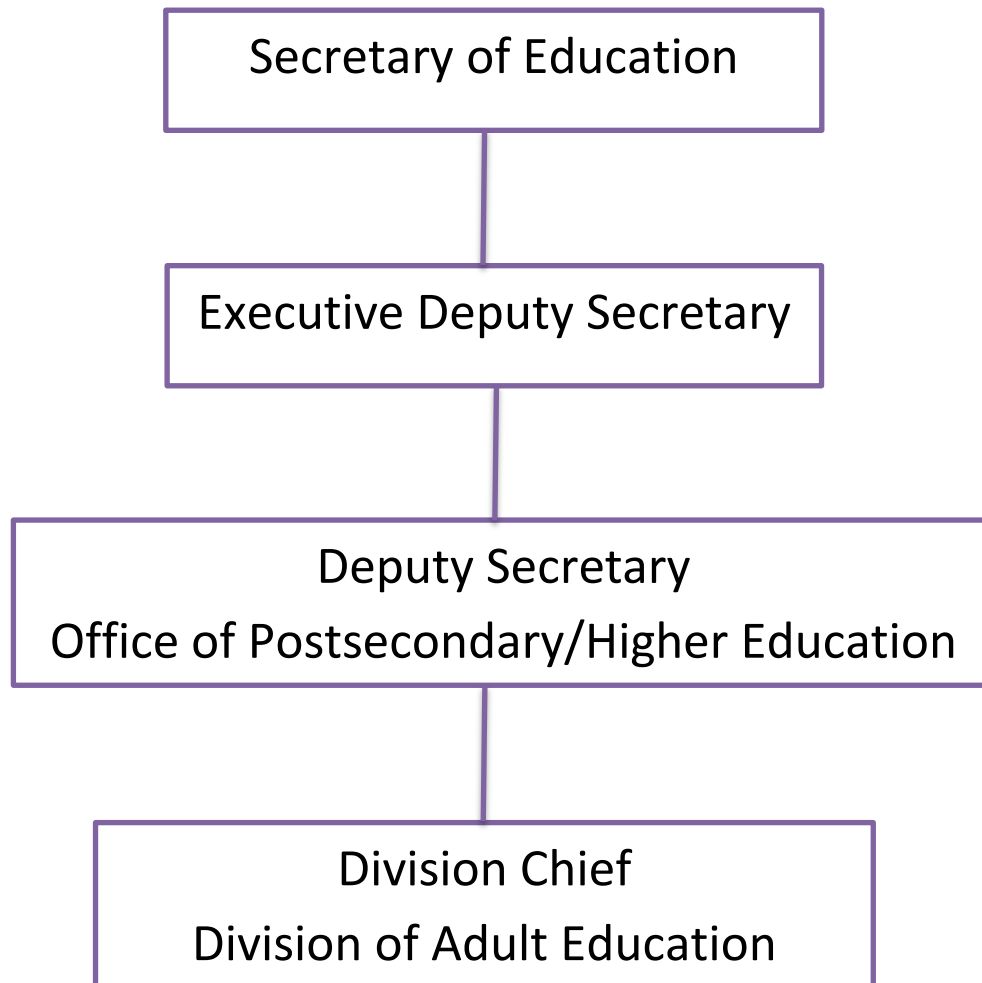 Secretary of Education
Executive Deputy Secretary
Deputy Secretary
Office of Postsecondary/Higher Education
Division Chief
Division of Adult Education